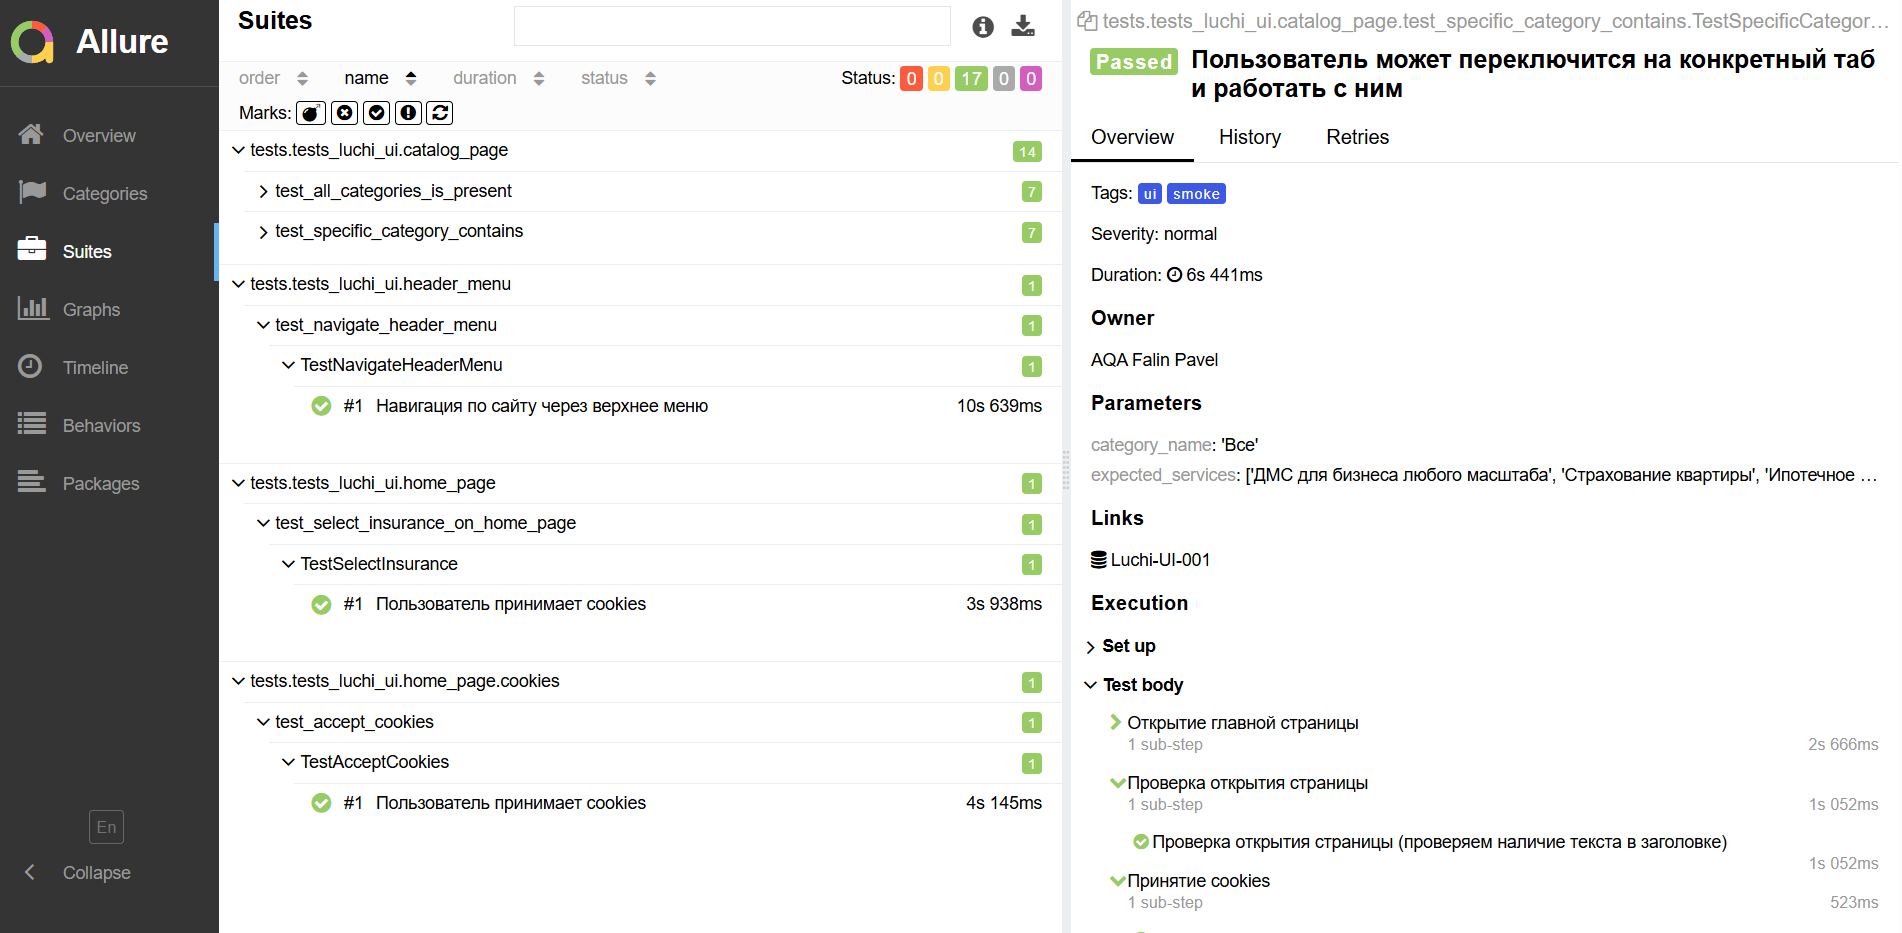 Allure
Overview
Categories
Suites
Graphs
Timeline
Behaviors
Packages
En
Collapse
Suites
order name duration status Status: 0 0 17 0 0
Marks:
tests.tests_luchi_ui.catalog_page 14
test_all_categories_is_present 7
test_specific_category_contains 7
tests.tests_luchi_ui.header_menu 1
test_navigate_header_menu 1
TestNavigateHeaderMenu 1
#1 Навигация по сайту через верхнее меню 10s 639ms
tests.tests_luchi_ui.home_page 1
test_select_insurance_on_home_page 1
TestSelectInsurance 1
#1 Пользователь принимает cookies 3s 938ms
tests.tests_luchi_ui.home_page.cookies 1
test_accept_cookies 1
TestAcceptCookies 1
#1 Пользователь принимает cookies 4s 145ms
tests.tests_luchi_ui.catalog_page.test_specific_category_contains.TestSpecificCategor…
Passed Пользователь может переключится на конкретный таб
и работать с ним
Overview History Retries
Tags: ui smoke
Severity: normal
Duration: 6s 441ms
Owner
AQA Falin Pavel
Parameters
category_name: 'Все'
expected_services: ['ДМС для бизнеса любого масштаба', 'Страхование квартиры', 'Ипотечное …
Links
Luchi-UI-001
Execution
Set up
Test body
Открытие главной страницы
1 sub-step 2s 666ms
Проверка открытия страницы
1 sub-step 1s 052ms
Проверка открытия страницы (проверяем наличие текста в заголовке)
1s 052ms
Принятие cookies
1 sub-step 523ms